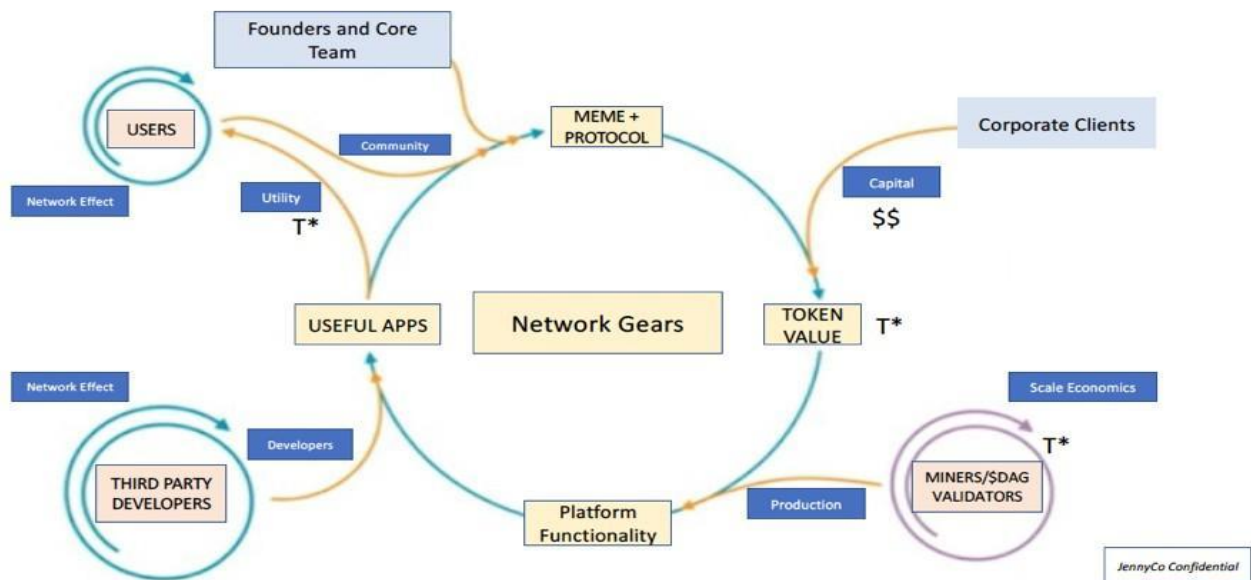 Founders and Core
Team
USERS
MEME +
PROTOCOL
Corporate Clients
Community
Capital
$$
Utility
T*
Network Effect
USEFUL APPS
Network Gears
TOKEN
VALUE
T*
Network Effect
Scale Economics
Developers
T*
THIRD PARTY
DEVELOPERS
MINERS/$DAG
VALIDATORS
Production
Platform
Functionality
JennyCo Confidential